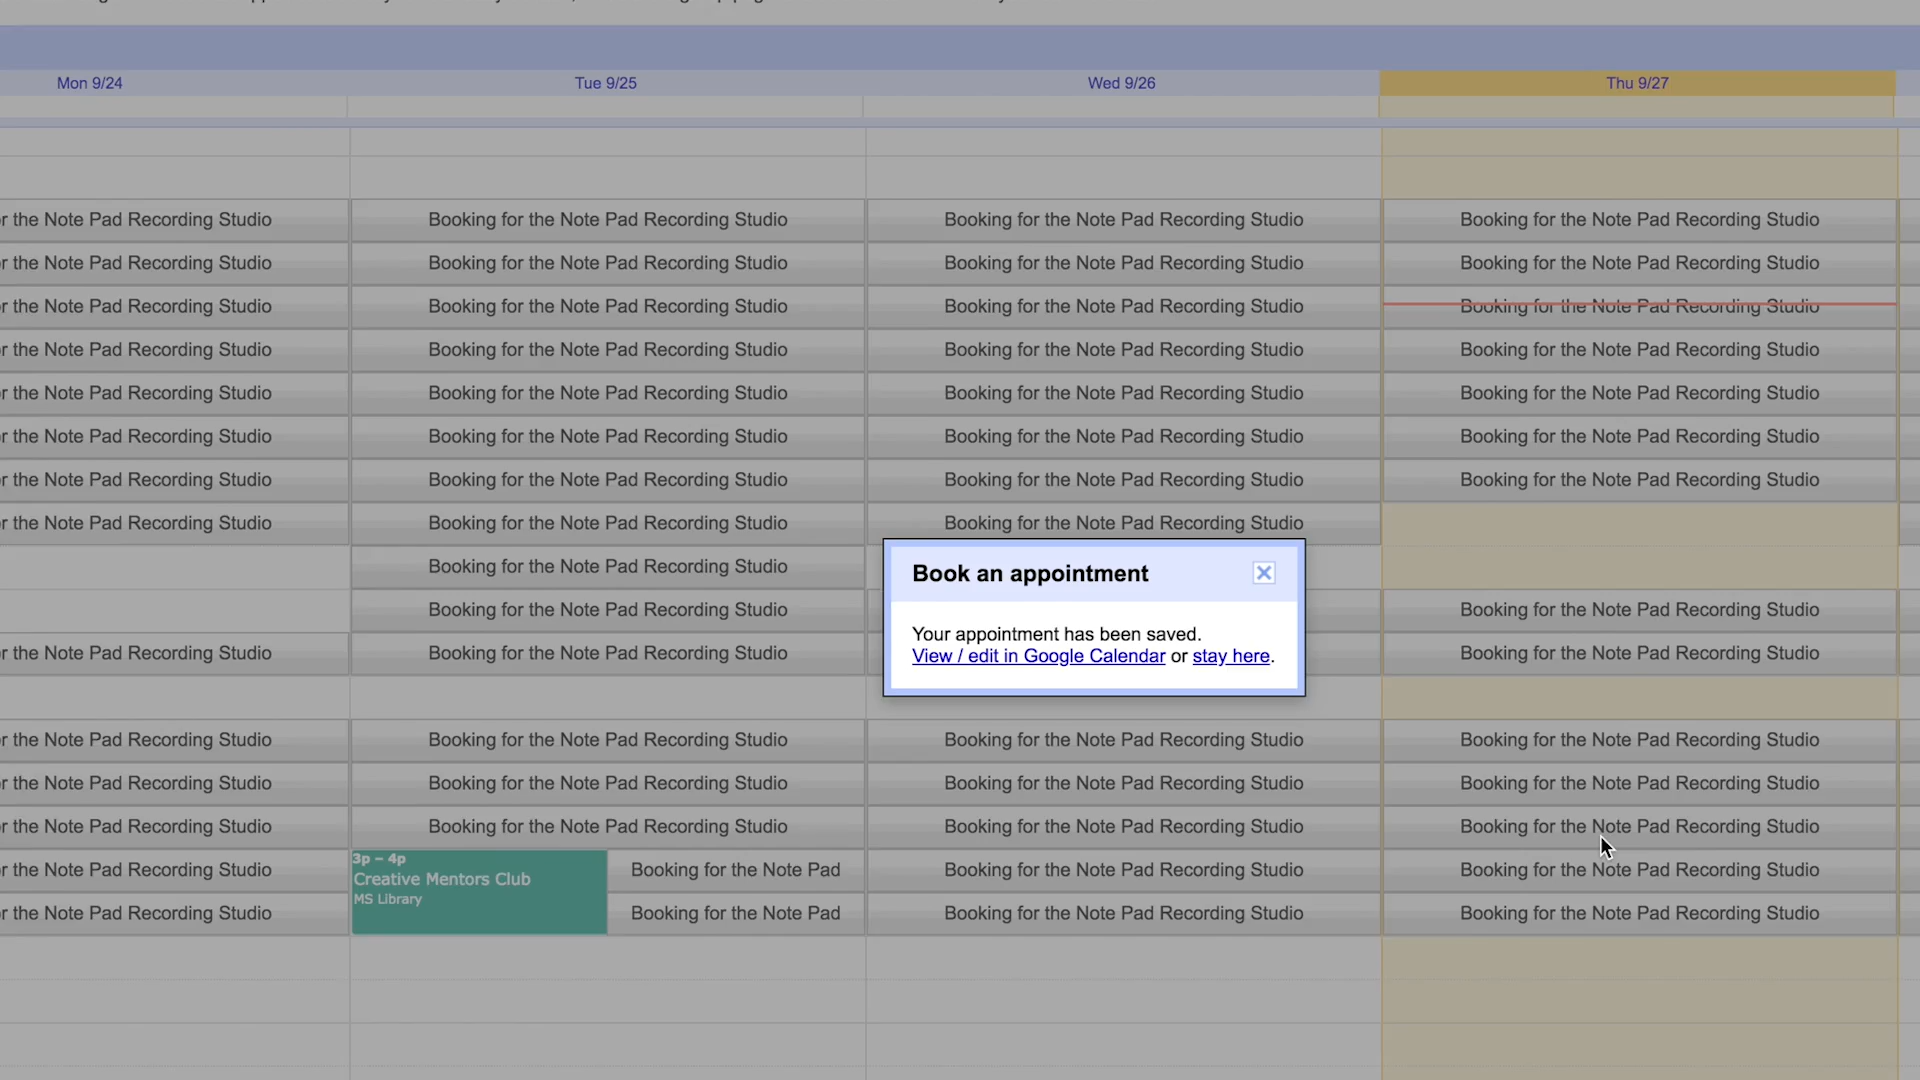 Mon 9/24 Tue 9/25 Wed 9/26 Thu 9/27
r the Note Pad Recording Studio Booking for the Note Pad Recording Studio Booking for the Note Pad Recording Studio Booking for the Note Pad Recording Studio
r the Note Pad Recording Studio Booking for the Note Pad Recording Studio Booking for the Note Pad Recording Studio Booking for the Note Pad Recording Studio
r the Note Pad Recording Studio Booking for the Note Pad Recording Studio Booking for the Note Pad Recording Studio Booking for the Note Pad Recording Studio
r the Note Pad Recording Studio Booking for the Note Pad Recording Studio Booking for the Note Pad Recording Studio Booking for the Note Pad Recording Studio
r the Note Pad Recording Studio Booking for the Note Pad Recording Studio Booking for the Note Pad Recording Studio Booking for the Note Pad Recording Studio
r the Note Pad Recording Studio Booking for the Note Pad Recording Studio Booking for the Note Pad Recording Studio Booking for the Note Pad Recording Studio
r the Note Pad Recording Studio Booking for the Note Pad Recording Studio Booking for the Note Pad Recording Studio Booking for the Note Pad Recording Studio
r the Note Pad Recording Studio Booking for the Note Pad Recording Studio Booking for the Note Pad Recording Studio
Booking for the Note Pad Recording Studio
Book an appointment
Booking for the Note Pad Recording Studio Booking for the Note Pad Recording Studio
Your appointment has been saved.
View / edit in Google Calendar or stay here.
r the Note Pad Recording Studio Booking for the Note Pad Recording Studio Booking for the Note Pad Recording Studio
r the Note Pad Recording Studio Booking for the Note Pad Recording Studio Booking for the Note Pad Recording Studio Booking for the Note Pad Recording Studio
r the Note Pad Recording Studio Booking for the Note Pad Recording Studio Booking for the Note Pad Recording Studio Booking for the Note Pad Recording Studio
r the Note Pad Recording Studio Booking for the Note Pad Recording Studio Booking for the Note Pad Recording Studio Booking for the Note Pad Recording Studio
3p – 4p
Creative Mentors Club
MS Library
r the Note Pad Recording Studio Booking for the Note Pad Booking for the Note Pad Recording Studio Booking for the Note Pad Recording Studio
r the Note Pad Recording Studio Booking for the Note Pad Booking for the Note Pad Recording Studio Booking for the Note Pad Recording Studio